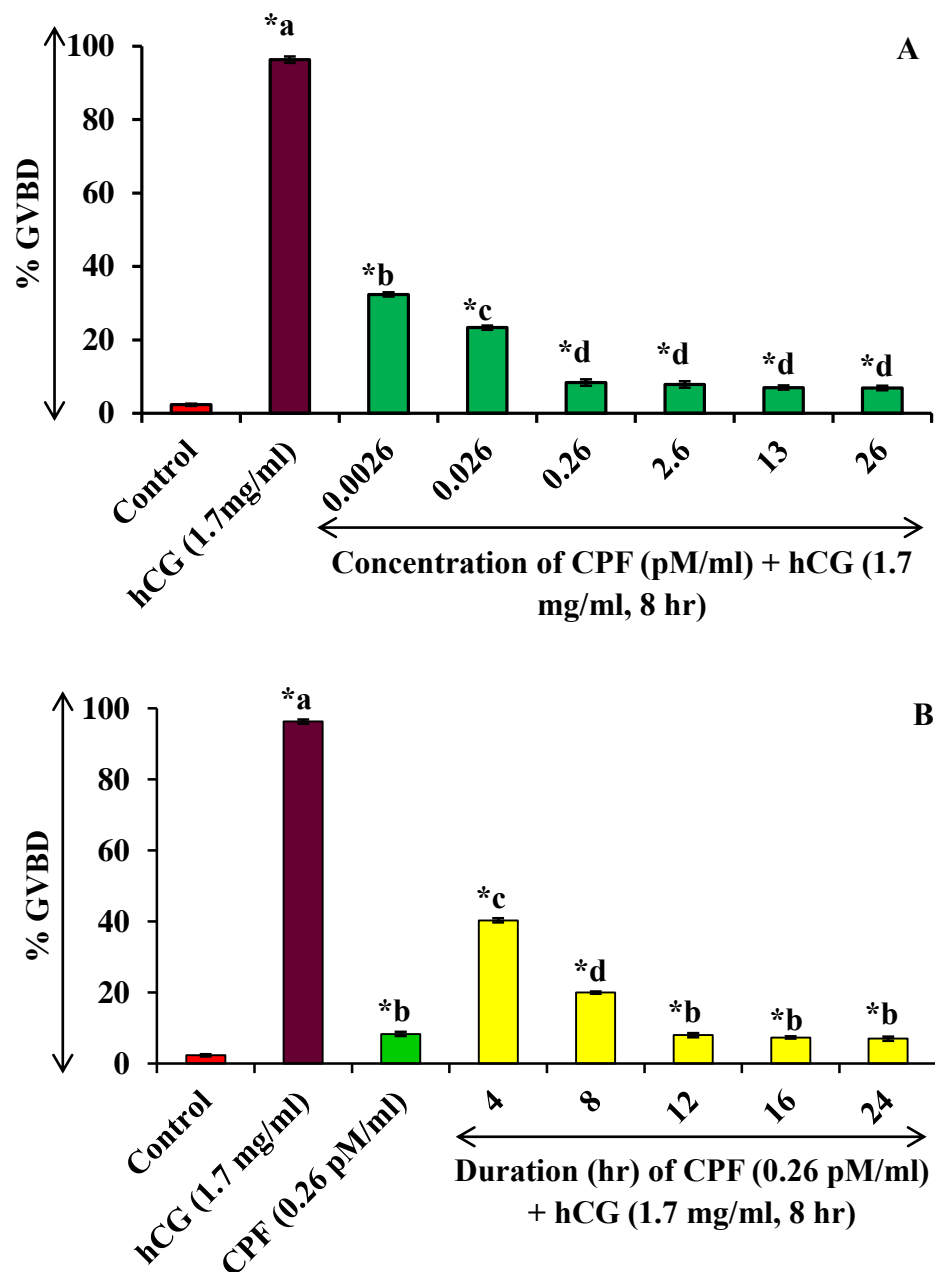 A
% GVBD
100
80
60
40
20
0
*a
*b
*c
*d
*d
*d
*d
Control
hCG (1.7mg/ml)
0.0026
0.026
0.26
2.6
13
26
Concentration of CPF (pM/ml) + hCG (1.7
mg/ml, 8 hr)
B
% GVBD
100
80
60
40
20
0
*a
*b
*c
*d
*b
*b
*b
Control
hCG (1.7 mg/ml)
CPF (0.26 pM/ml)
4
8
12
16
24
Duration (hr) of CPF (0.26 pM/ml)
+ hCG (1.7 mg/ml, 8 hr)